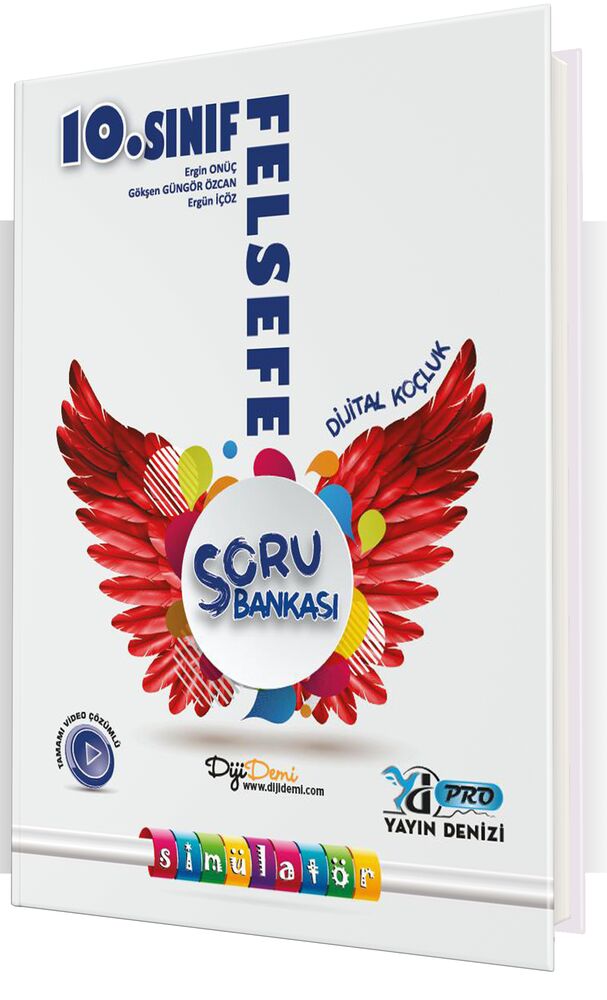 10.SINIF
FELSEFE
Ergin ONÜÇ
Gökşen GÜNGÖR ÖZCAN
Ergün İÇÖZ
DİJİTAL KOÇLUK
SORU
BANKASI
TAMAMI VİDEO ÇÖZÜMLÜ
DijiDemi
www.dijidemi.com
Yd PRO
YAYIN DENİZİ
simülatör